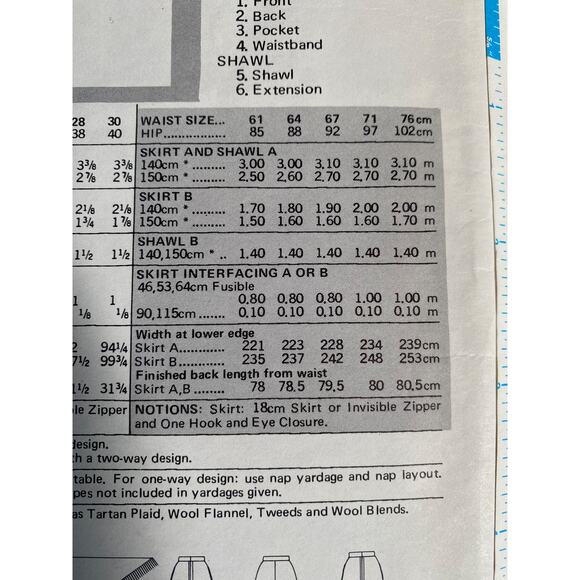 1. Front
2. Back
3. Pocket
4. Waistband
SHAWL
5. Shawl
6. Extension
28 30 WAIST SIZE... 61 64 67 71 76cm
38 40 HIP.................. 85 88 92 97 102cm
SKIRT AND SHAWL A
3⅜ 3⅜ 140cm * ......... 3,00 3,00 3,10 3,10 3,10 m
2⅞ 2⅞ 150cm * ......... 2,50 2,60 2,70 2,70 2,70 m
SKIRT B
2⅛ 2⅛ 140cm * ......... 1.70 1.80 1.90 2,00 2,00 m
1¾ 1⅞ 150cm * ......... 1,50 1,60 1,60 1,60 1,70 m
SHAWL B
1½ 1½ 140,150cm * .. 1,40 1,40 1,40 1,40 1,40 m
SKIRT INTERFACING A OR B
46,53,64cm Fusible
1 1 0,80 0,80 0,80 1,00 1,00 m
⅛ ⅛ 90,115cm ....... 0,10 0,10 0,10 0,10 0,10 m
Width at lower edge
2 94¼ Skirt A............ 221 223 228 234 239cm
7½ 99¾ Skirt B............ 235 237 242 248 253cm
Finished back length from waist
1½ 31¾ Skirt A,B ........ 78 78,5 79,5 80 80,5cm
le Zipper NOTIONS: Skirt: 18cm Skirt or Invisible Zipper
and One Hook and Eye Closure.
design.
h a two-way design.
table. For one-way design: use nap yardage and nap layout.
pes not included in yardages given.
as Tartan Plaid, Wool Flannel, Tweeds and Wool Blends.